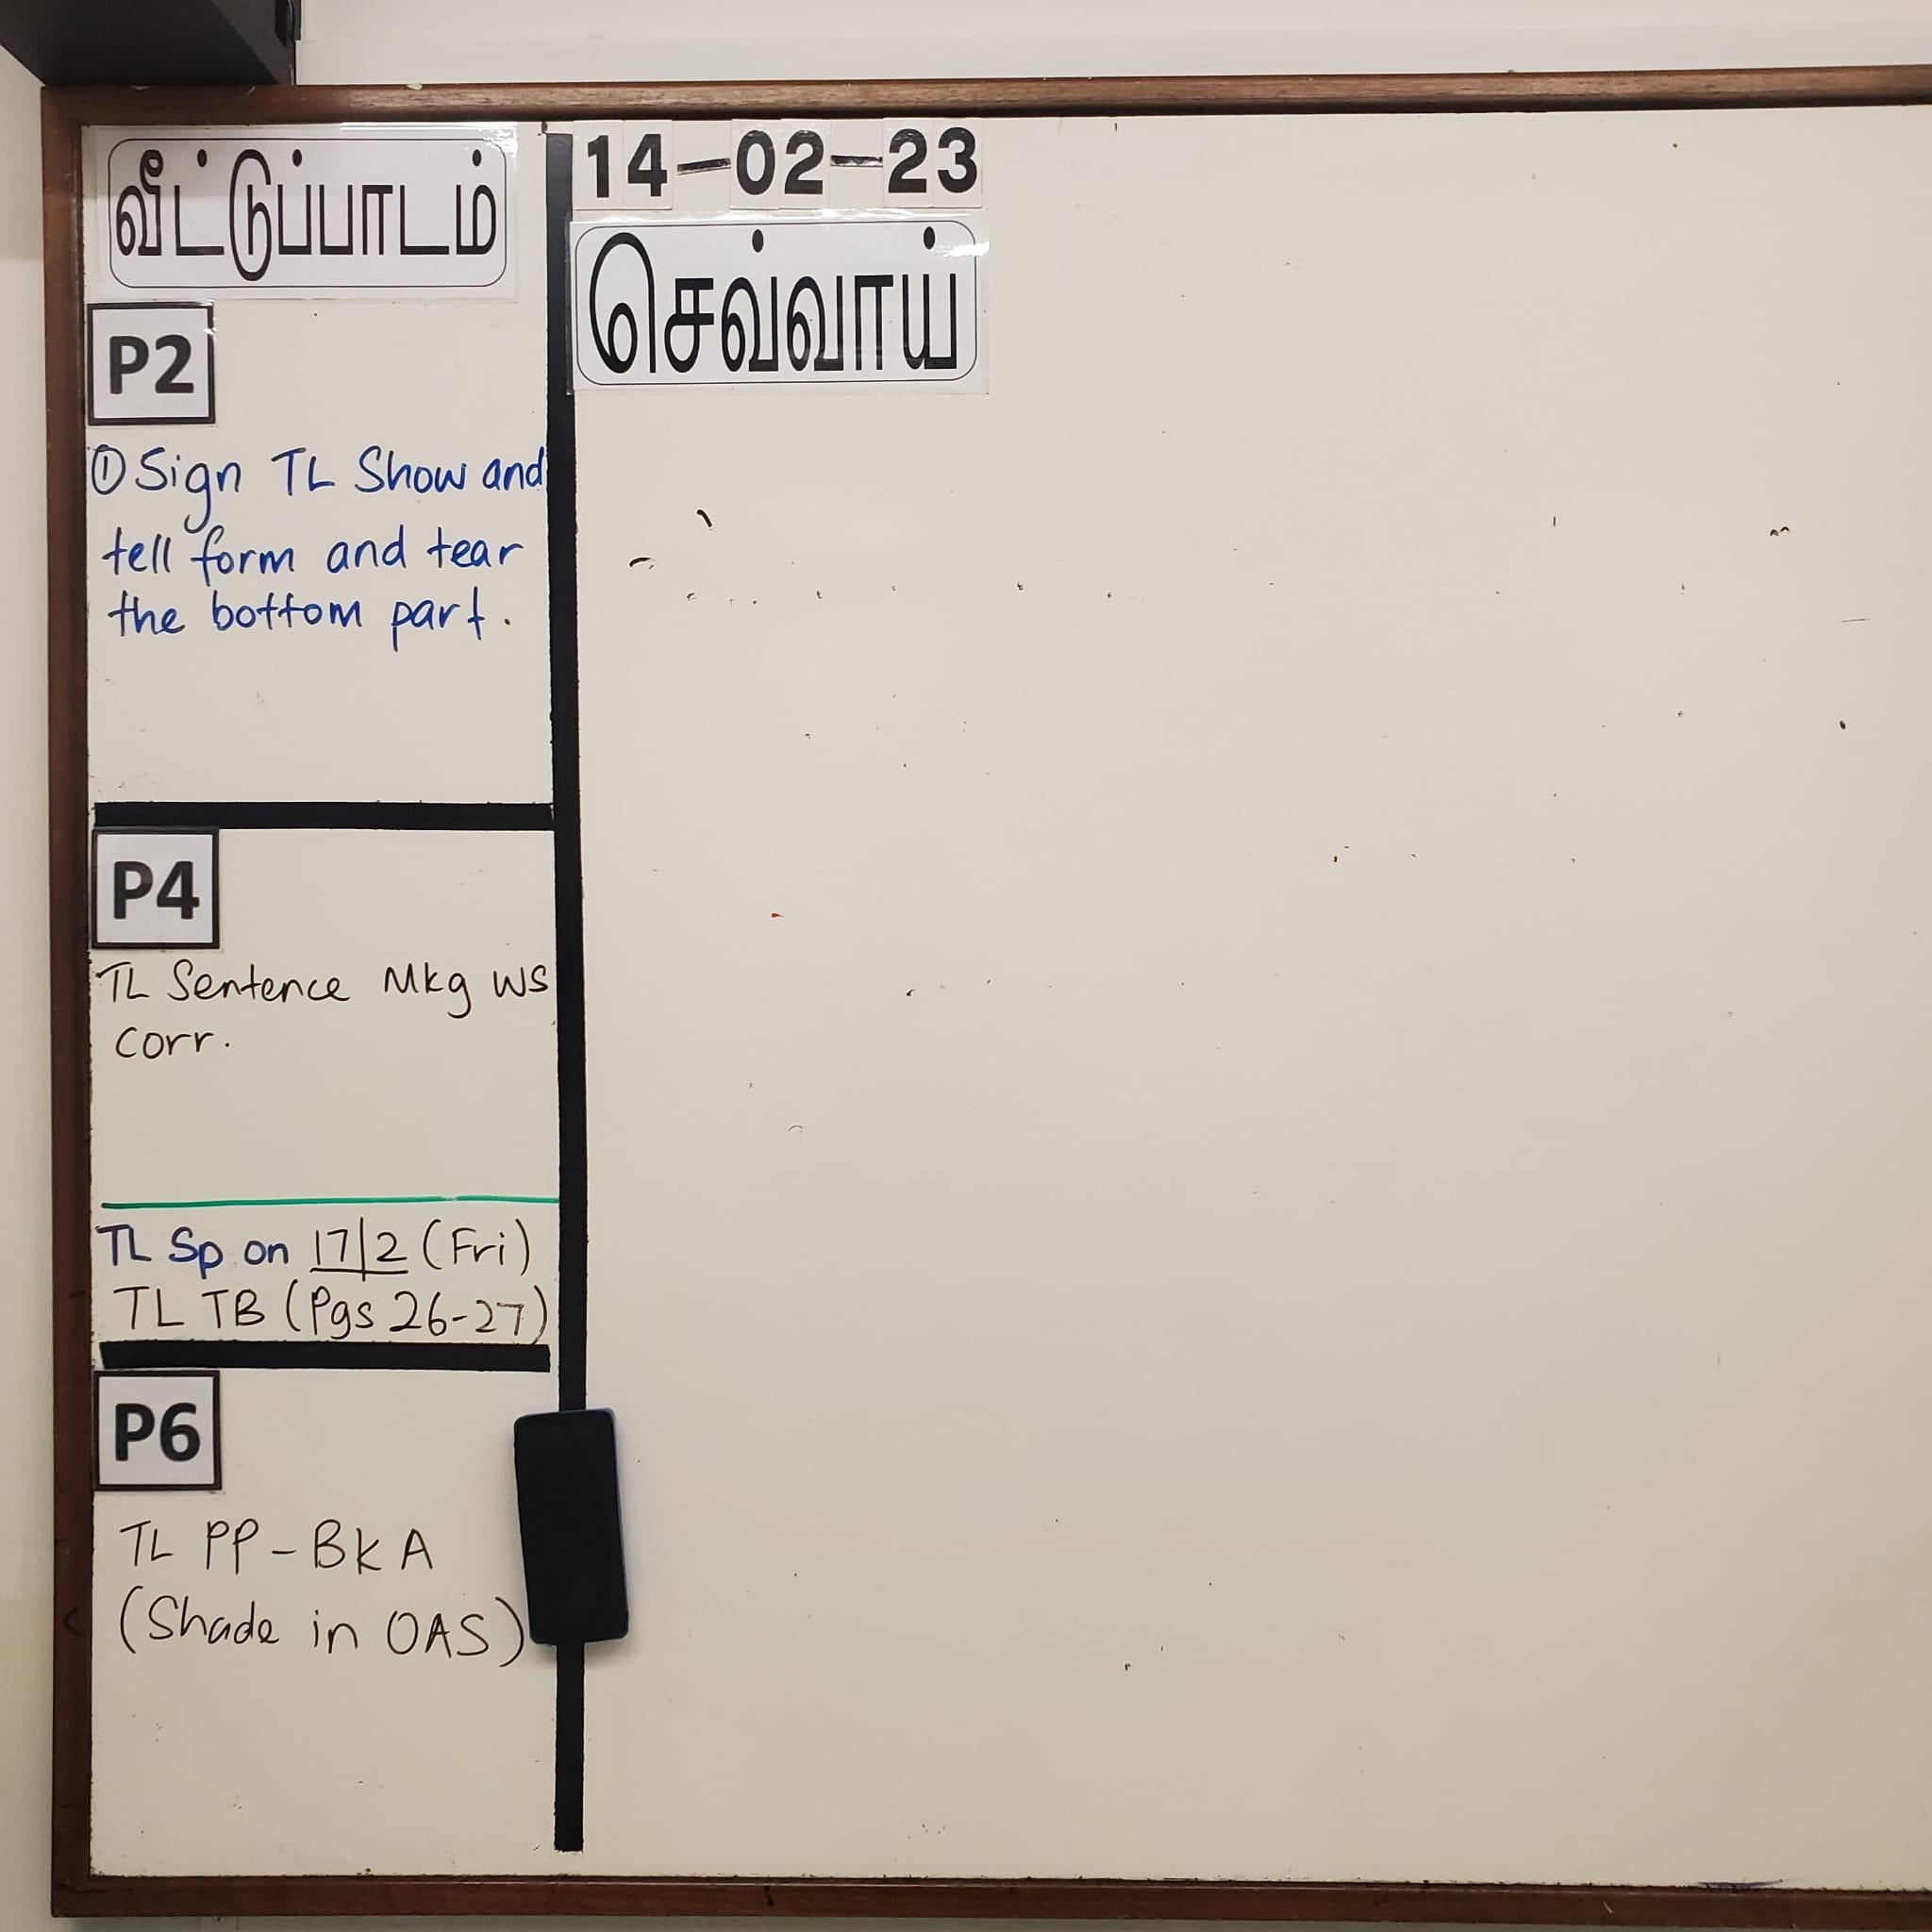 வீட்டுப்பாடம்
14-02-23
செவ்வாய்
P2
① Sign TL Show and
tell form and tear
the bottom part.
P4
TL Sentence Mkg WS
Corr.
TL Sp on 17/2 (Fri)
TL TB (Pgs 26-27)
P6
TL PP - Bk A
(Shade in OAS)